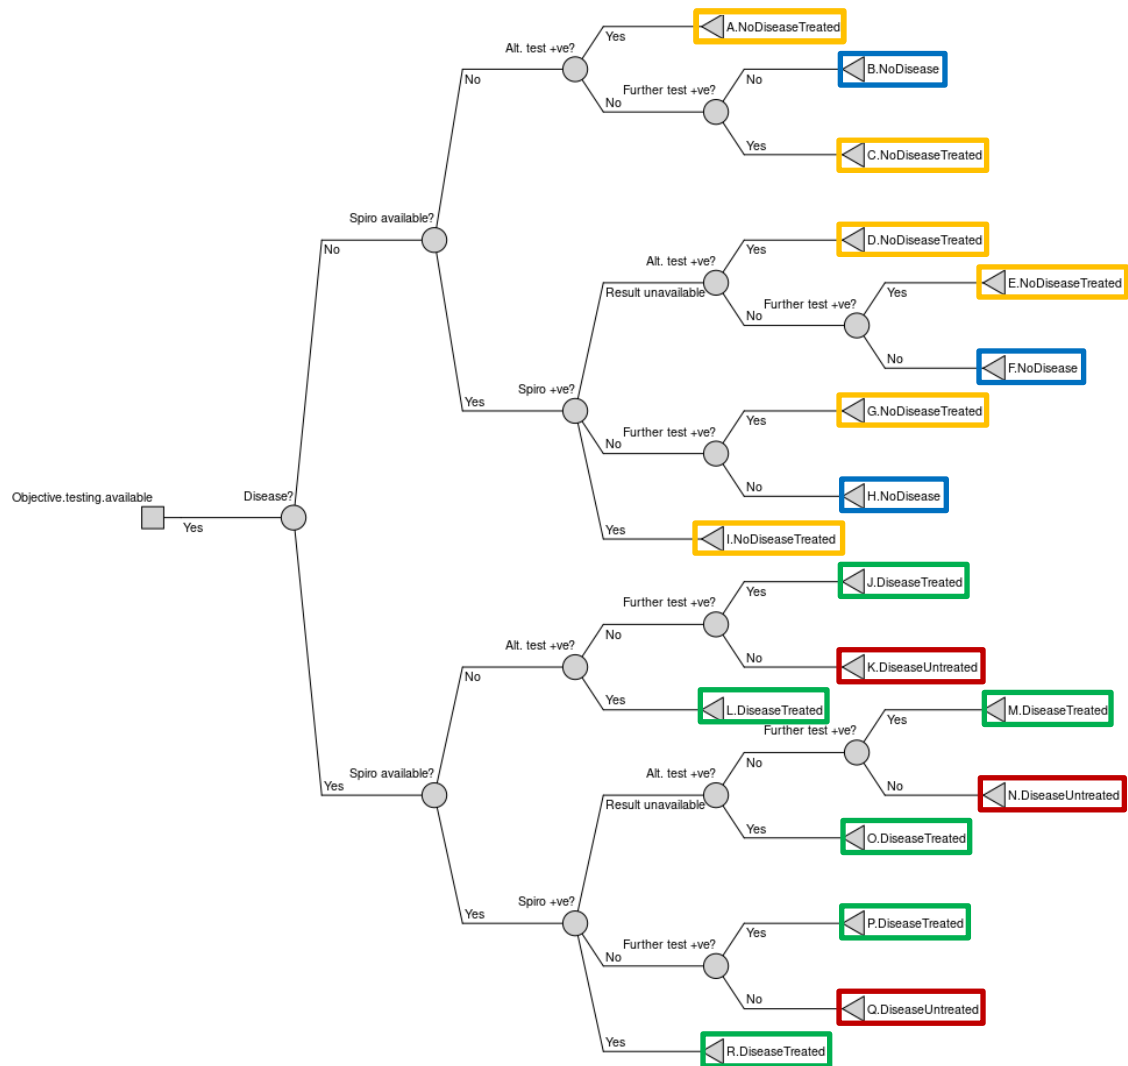 Alt. test +ve?
Yes
A.NoDiseaseTreated
No
Further test +ve?
No
B.NoDisease
No
Yes
C.NoDiseaseTreated
Spiro available?
No
Alt. test +ve?
Yes
D.NoDiseaseTreated
Result unavailable
Further test +ve?
Yes
E.NoDiseaseTreated
No
No
F.NoDisease
Spiro +ve?
Yes
Further test +ve?
Yes
G.NoDiseaseTreated
No
No
H.NoDisease
Objective.testing.available
Disease?
Yes
Yes
I.NoDiseaseTreated
Further test +ve?
Yes
J.DiseaseTreated
Alt. test +ve?
No
No
K.DiseaseUntreated
No
Yes
L.DiseaseTreated
Further test +ve?
Yes
M.DiseaseTreated
Spiro available?
Yes
Alt. test +ve?
No
Result unavailable
No
N.DiseaseUntreated
Yes
O.DiseaseTreated
Spiro +ve?
Yes
Further test +ve?
Yes
P.DiseaseTreated
No
No
Q.DiseaseUntreated
Yes
R.DiseaseTreated